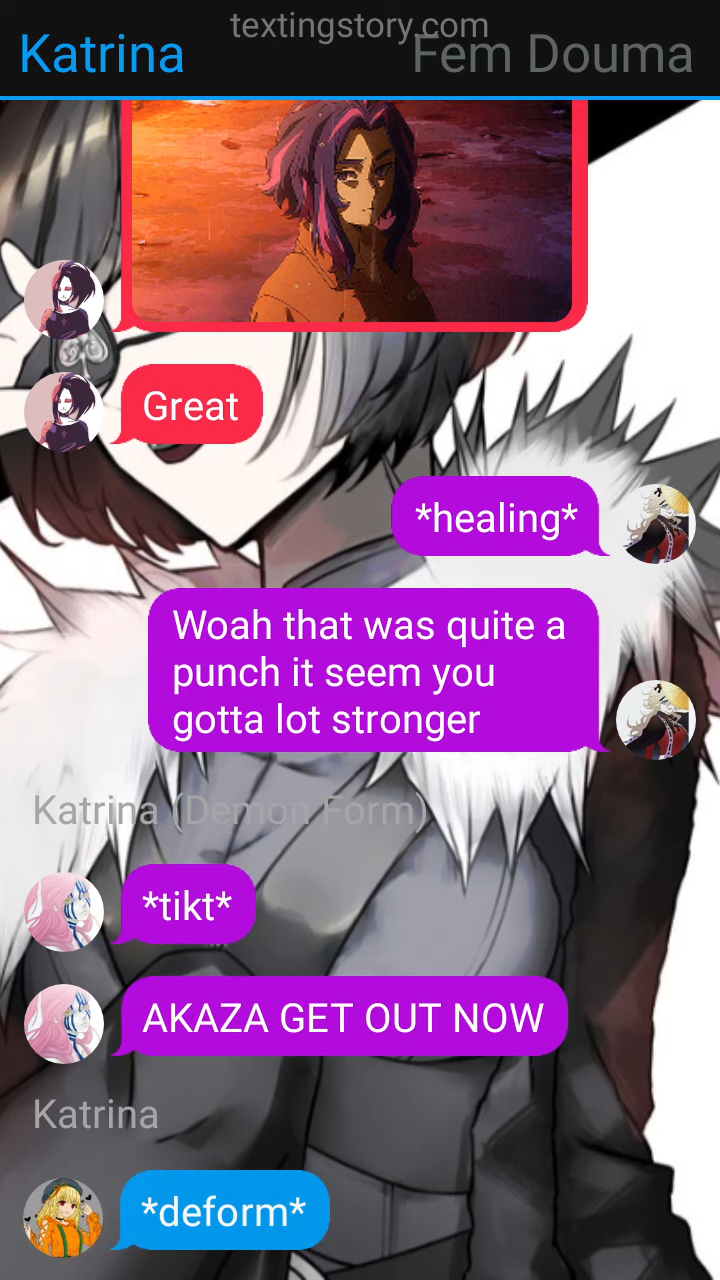 textingstory.com
Katrina
Fem Douma
Great
*healing*
Woah that was quite a
punch it seem you
gotta lot stronger
Katrina (Demon Form)
*tikt*
AKAZA GET OUT NOW
Katrina
*deform*